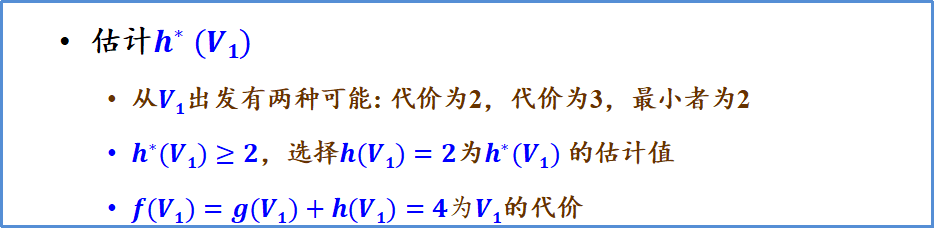 • 估计h* (V₁)
• 从V₁出发有两种可能: 代价为2，代价为3，最小者为2
• h*(V₁) ≥ 2，选择h(V₁) = 2为h*(V₁) 的估计值
• f(V₁) = g(V₁) + h(V₁) = 4为V₁的代价